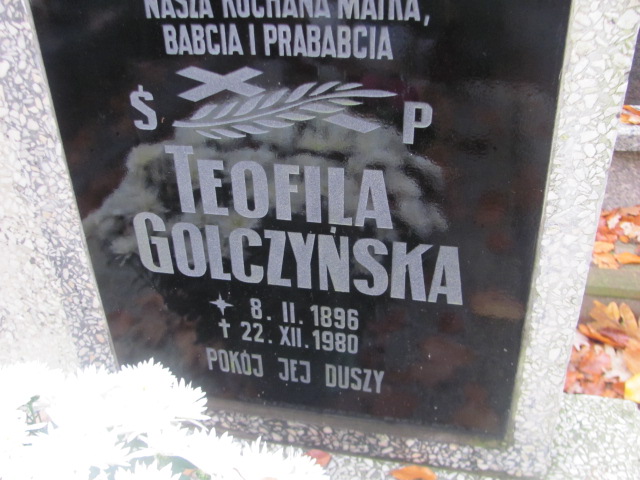 NASZA KOCHANA MATKA,
BABCIA I PRABABCIA
Ś P
TEOFILA
GOLCZYŃSKA
8. II. 1896
† 22. XII. 1980
POKÓJ JEJ DUSZY